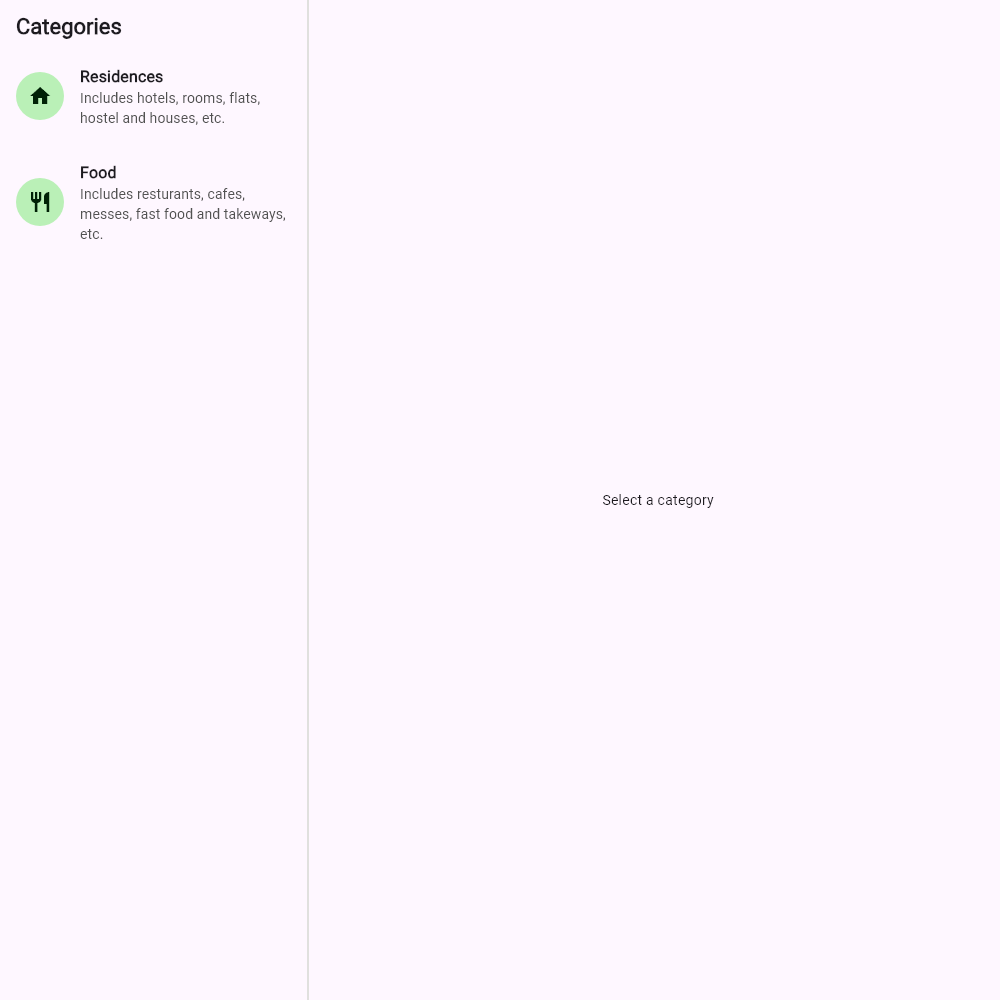 Categories
Residences
Includes hotels, rooms, flats,
hostel and houses, etc.
Food
Includes resturants, cafes,
messes, fast food and takeways,
etc.
Select a category